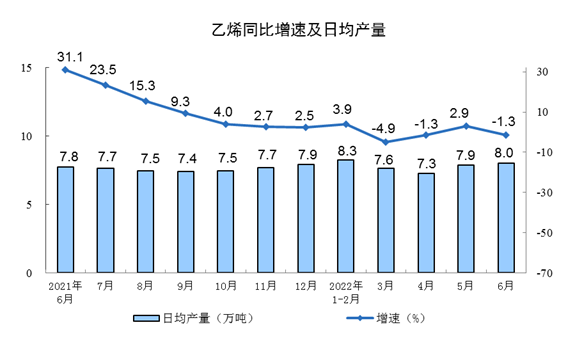 乙烯同比增速及日均产量
31.1
23.5
15.3
9.3
4.0
2.7
2.5
3.9
-4.9
-1.3
2.9
-1.3
15
10
5
0
30
10
-10
-30
-50
-70
7.8
7.7
7.5
7.4
7.5
7.7
7.9
8.3
7.6
7.3
7.9
8.0
2021年
6月
7月
8月
9月
10月
11月
12月
2022年
1-2月
3月
4月
5月
6月
日均产量（万吨）
增速（%）